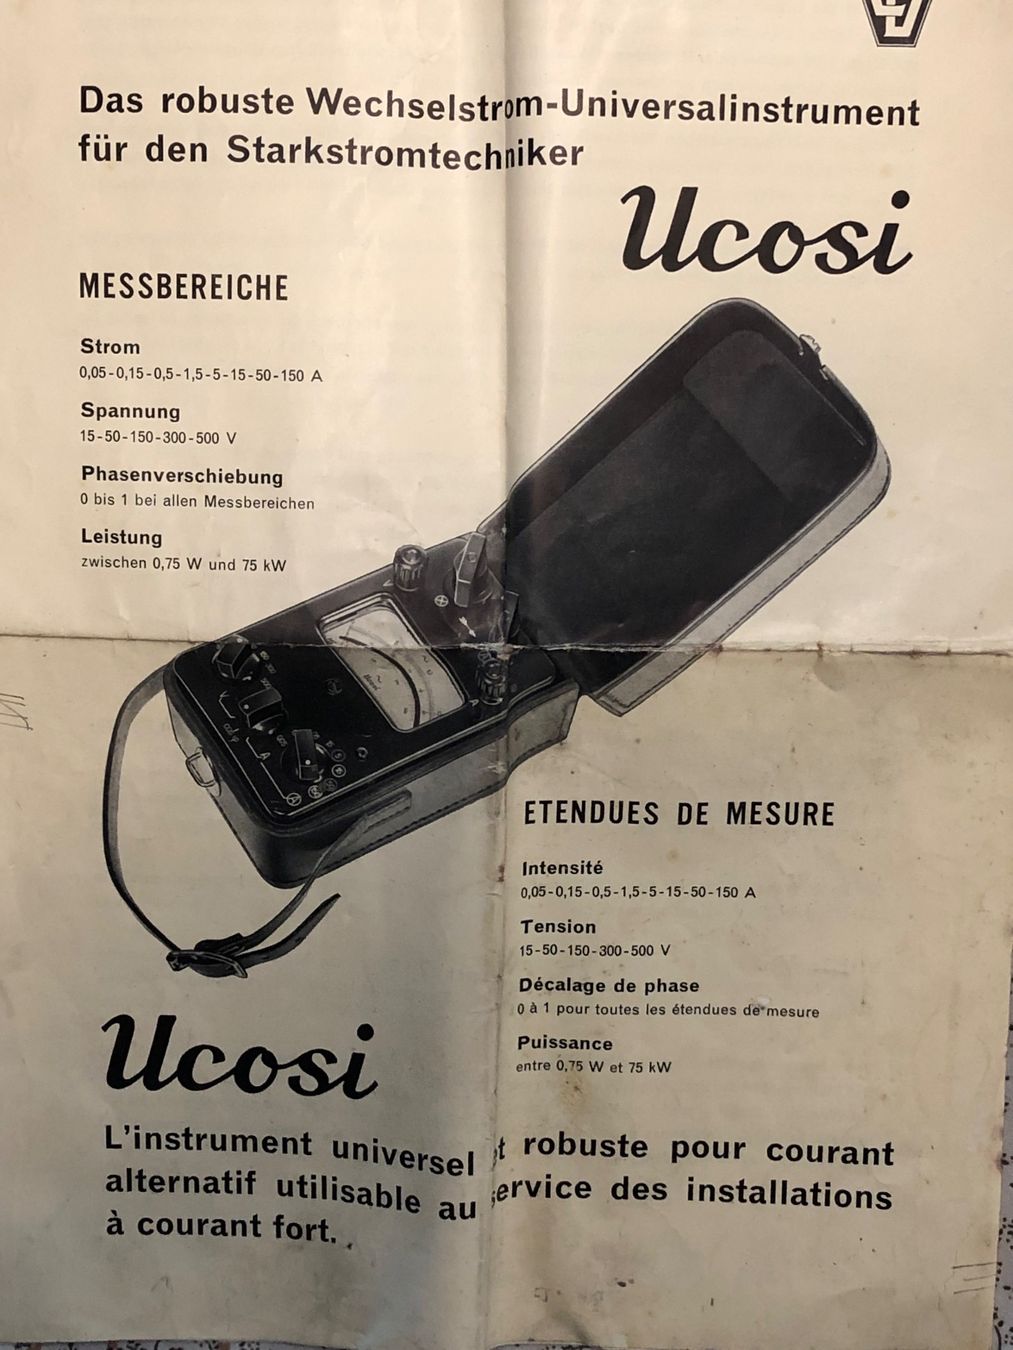 Das robuste Wechselstrom-Universalinstrument
für den Starkstromtechniker
Ucosi
MESSBEREICHE
Strom
0,05-0,15-0,5-1,5-5-15-50-150 A
Spannung
15-50-150-300-500 V
Phasenverschiebung
0 bis 1 bei allen Messbereichen
Leistung
zwischen 0,75 W und 75 kW
ETENDUES DE MESURE
Intensité
0,05-0,15-0,5-1,5-5-15-50-150 A
Tension
15-50-150-300-500 V
Décalage de phase
0 à 1 pour toutes les étendues de mesure
Puissance
entre 0,75 W et 75 kW
Ucosi
L'instrument universel et robuste pour courant
alternatif utilisable au service des installations
à courant fort.